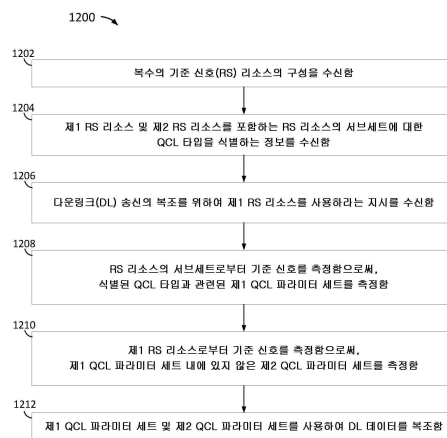 1200
1202
복수의 기준 신호(RS) 리소스의 구성을 수신함
1204
제1 RS 리소스 및 제2 RS 리소스를 포함하는 RS 리소스의 서브세트에 대한
QCL 타입을 식별하는 정보를 수신함
1206
다운링크(DL) 송신의 복조를 위하여 제1 RS 리소스를 사용하라는 지시를 수신함
1208
RS 리소스의 서브세트로부터 기준 신호를 측정함으로써,
식별된 QCL 타입과 관련된 제1 QCL 파라미터 세트를 측정함
1210
제1 RS 리소스로부터 기준 신호를 측정함으로써,
제1 QCL 파라미터 세트 내에 있지 않은 제2 QCL 파라미터 세트를 측정함
1212
제1 QCL 파라미터 세트 및 제2 QCL 파라미터 세트를 사용하여 DL 데이터를 복조함